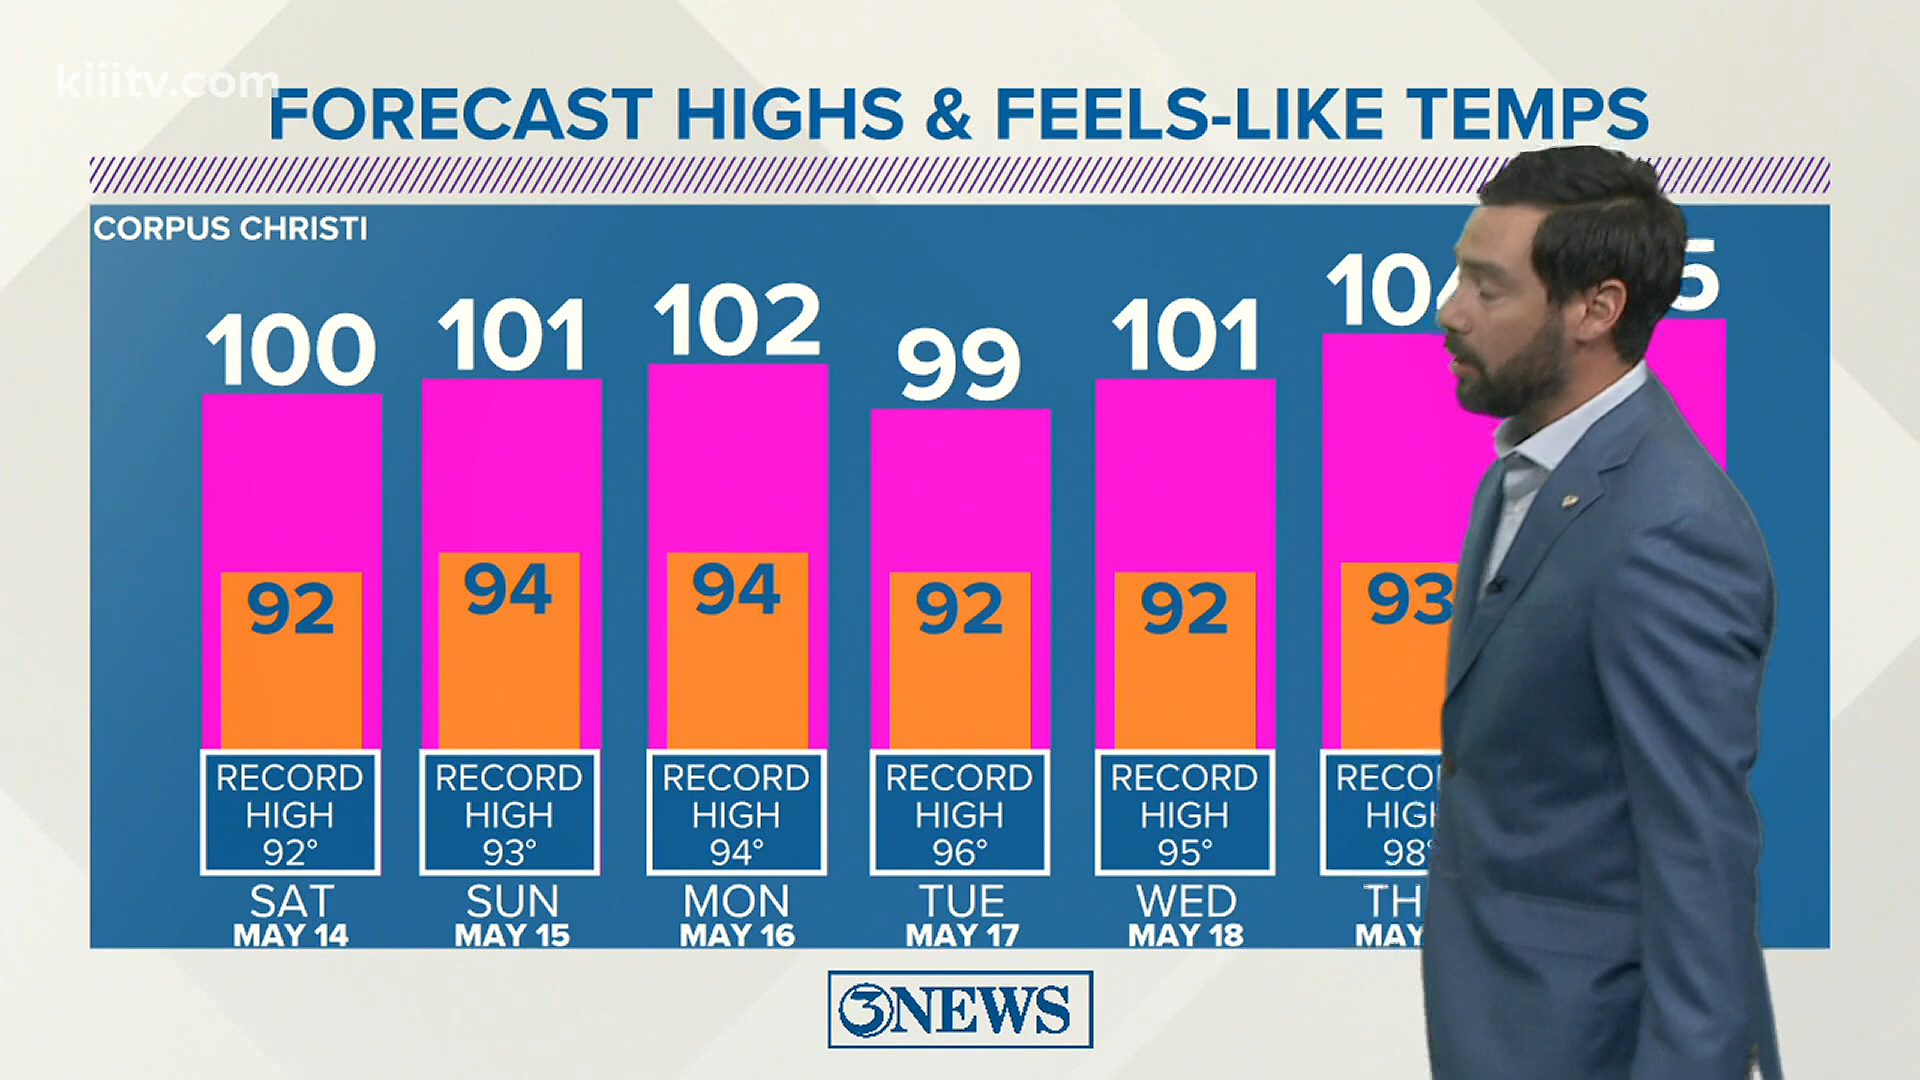 kiiitv.com
FORECAST HIGHS & FEELS-LIKE TEMPS
CORPUS CHRISTI
100 101 102 99 101
92 94 94 92 92 93
RECORD HIGH 92°
RECORD HIGH 93°
RECORD HIGH 94°
RECORD HIGH 96°
RECORD HIGH 95°
98°
SAT SUN MON TUE WED
MAY 14 MAY 15 MAY 16 MAY 17 MAY 18 MAY
3NEWS